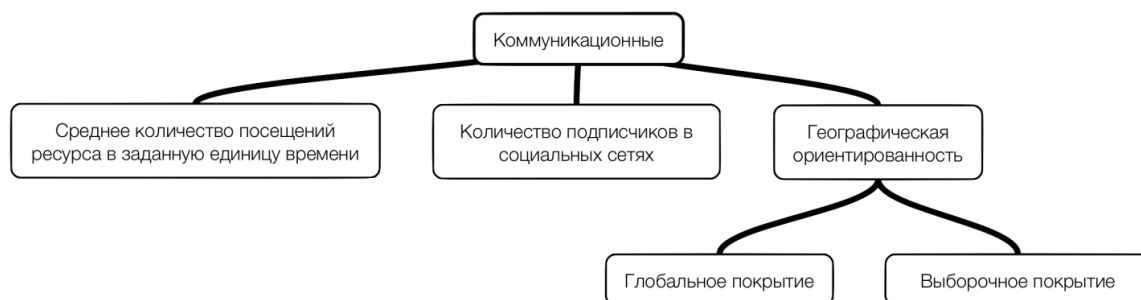 Коммуникационные
Среднее количество посещений
ресурса в заданную единицу времени
Количество подписчиков в
социальных сетях
Географическая
ориентированность
Глобальное покрытие
Выборочное покрытие